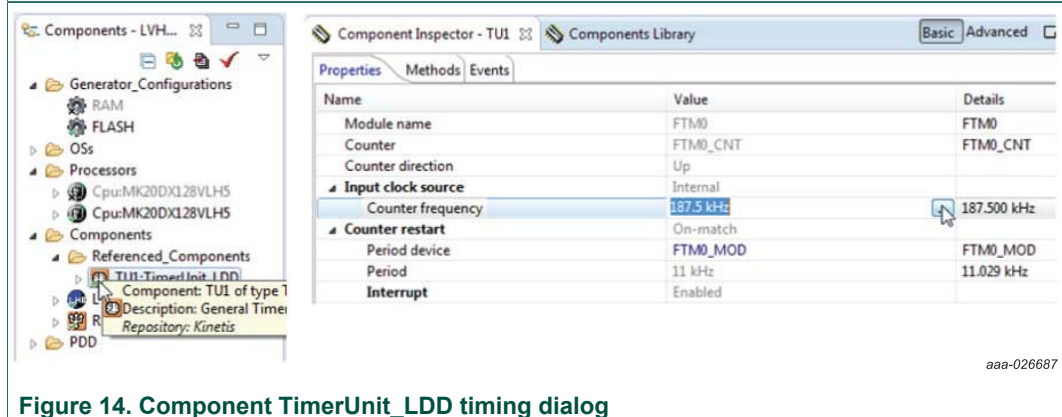 Components - LVH...
Generator_Configurations
RAM
FLASH
OSs
Processors
Cpu:MK20DX128VLH5
Cpu:MK20DX128VLH5
Components
Referenced_Components
TU1:TimerUnit_LDD
Component: TU1 of type T
Description: General Timer
Repository: Kinetis
PDD
Component Inspector - TU1 Components Library Basic Advanced
Properties Methods Events
Name Value Details
Module name FTM0 FTM0
Counter FTM0_CNT FTM0_CNT
Counter direction Up
Input clock source Internal
Counter frequency 187.5 kHz 187.500 kHz
Counter restart On-match
Period device FTM0_MOD FTM0_MOD
Period 11 kHz 11.029 kHz
Interrupt Enabled
aaa-026687
Figure 14. Component TimerUnit_LDD timing dialog